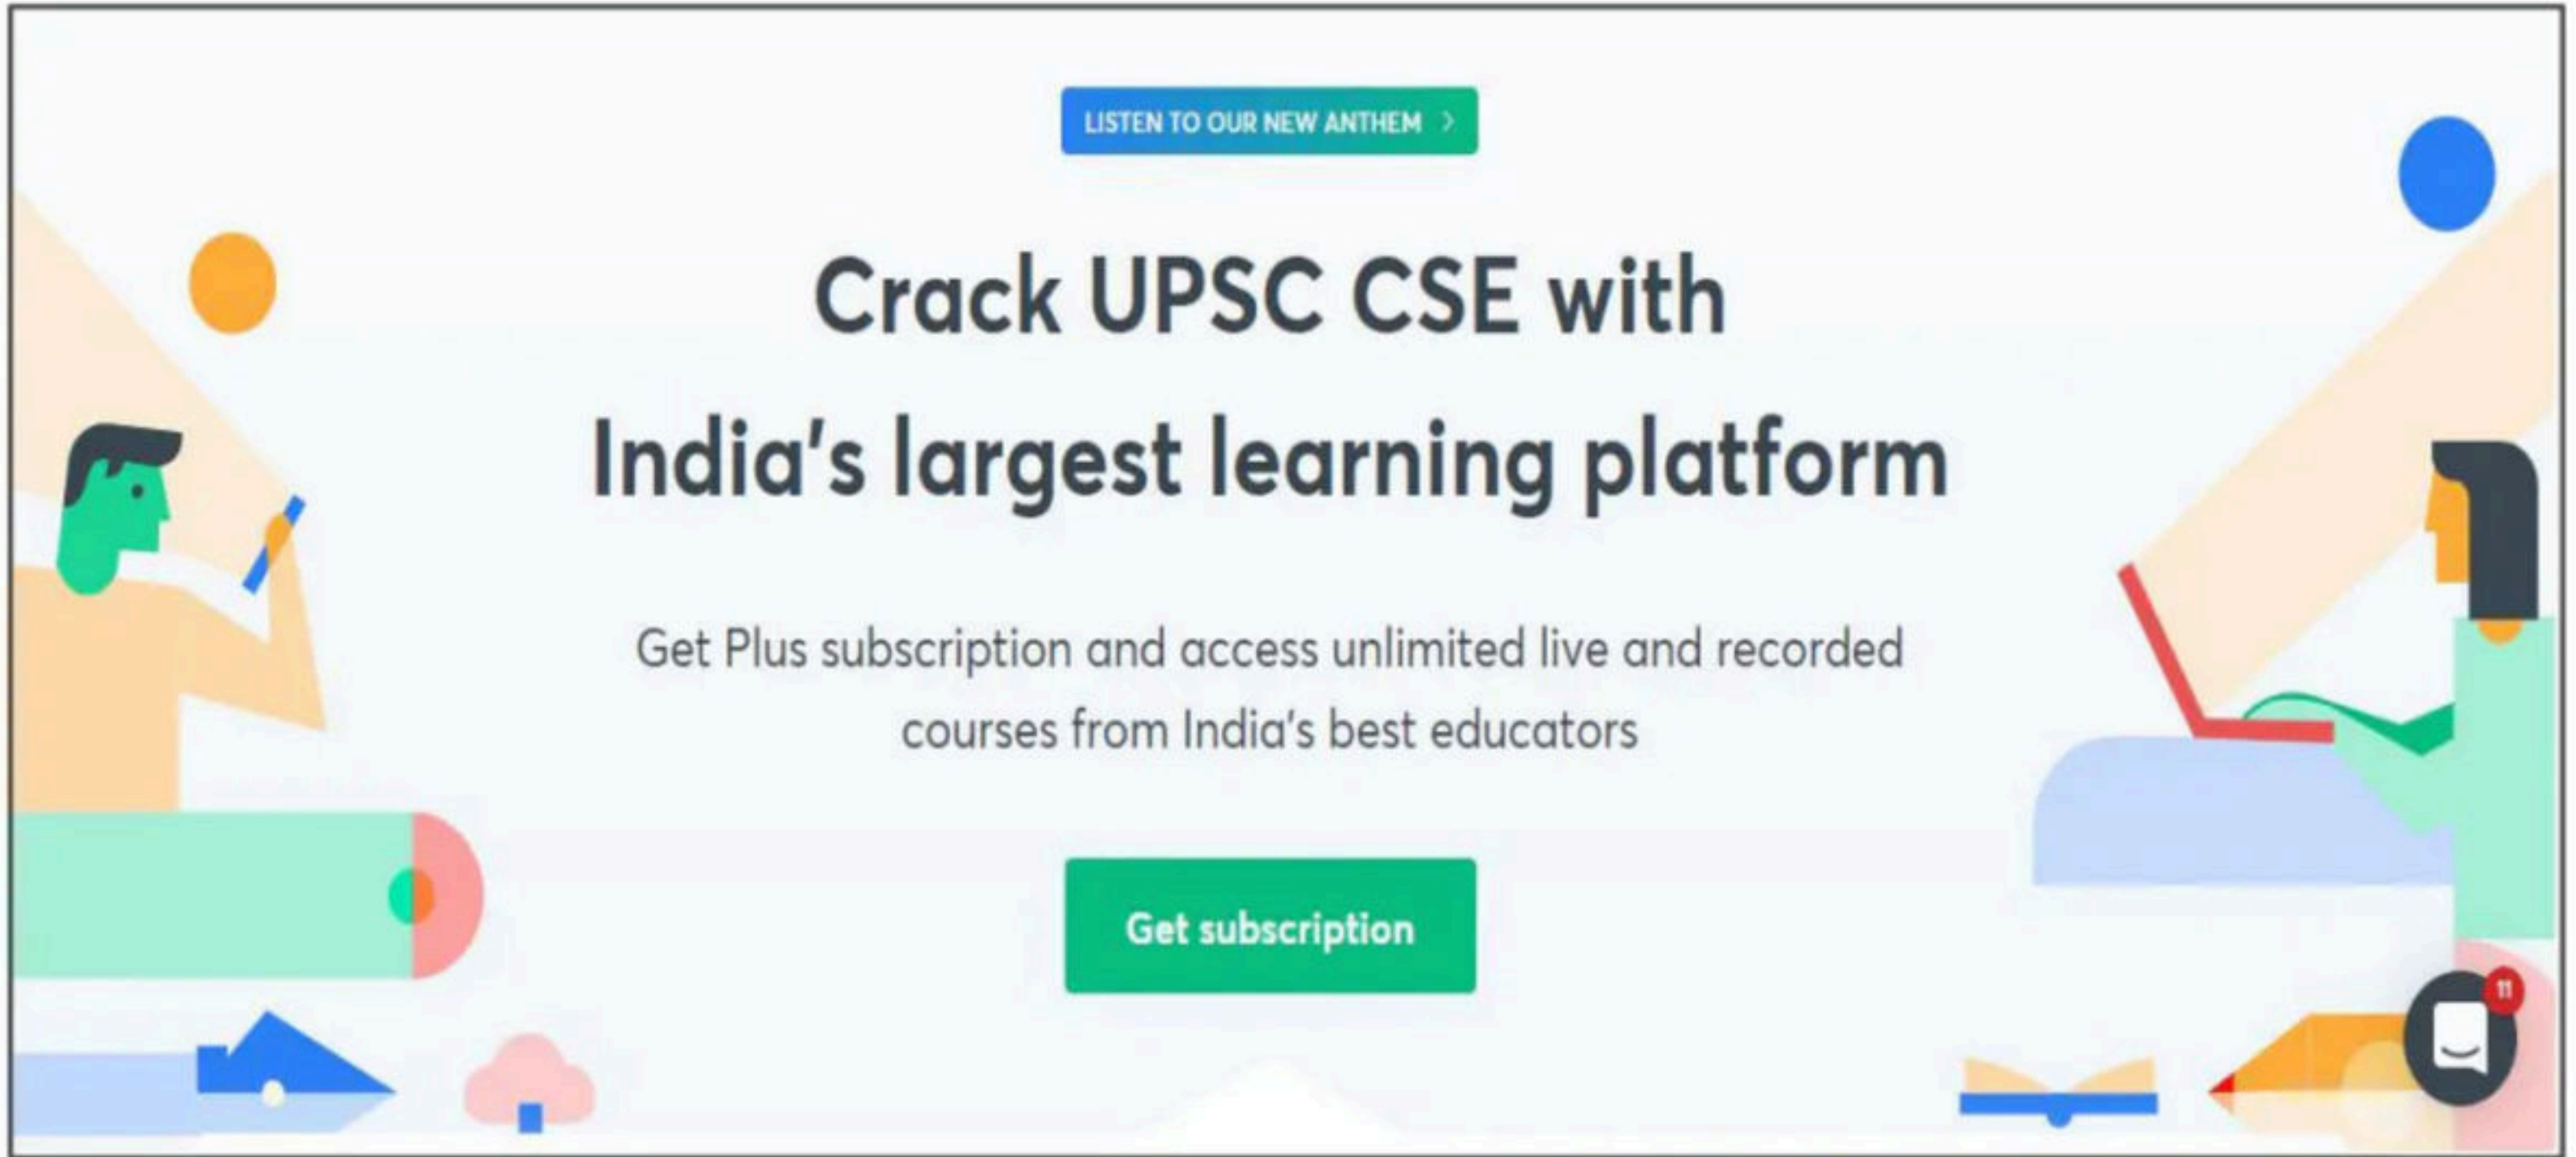 LISTEN TO OUR NEW ANTHEM >
Crack UPSC CSE with
India's largest learning platform
Get Plus subscription and access unlimited live and recorded
courses from India's best educators
Get subscription
11